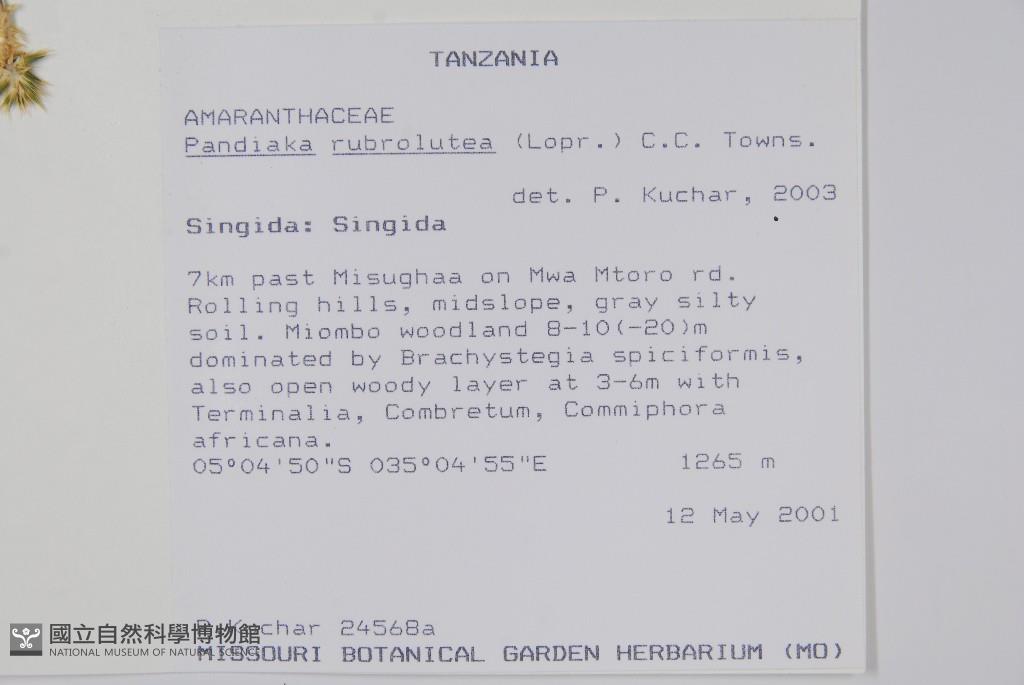 TANZANIA
AMARANTHACEAE
Pandiaka rubrolutea (Lopr.) C.C. Towns.
det. P. Kuchar, 2003
Singida: Singida
7km past Misughaa on Mwa Mtoro rd.
Rolling hills, midslope, gray silty
soil. Miombo woodland 8-10(-20)m
dominated by Brachystegia spiciformis,
also open woody layer at 3-6m with
Terminalia, Combretum, Commiphora
africana.
05°04'50"S 035°04'55"E 1265 m
12 May 2001
P Kuchar 24568a
MISSOURI BOTANICAL GARDEN HERBARIUM (MO)
國立自然科學博物館
NATIONAL MUSEUM OF NATURAL SCIENCE